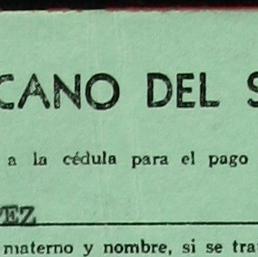 CANO DEL S
a la cédula para el pago
EZ
materno y nombre, si se tra